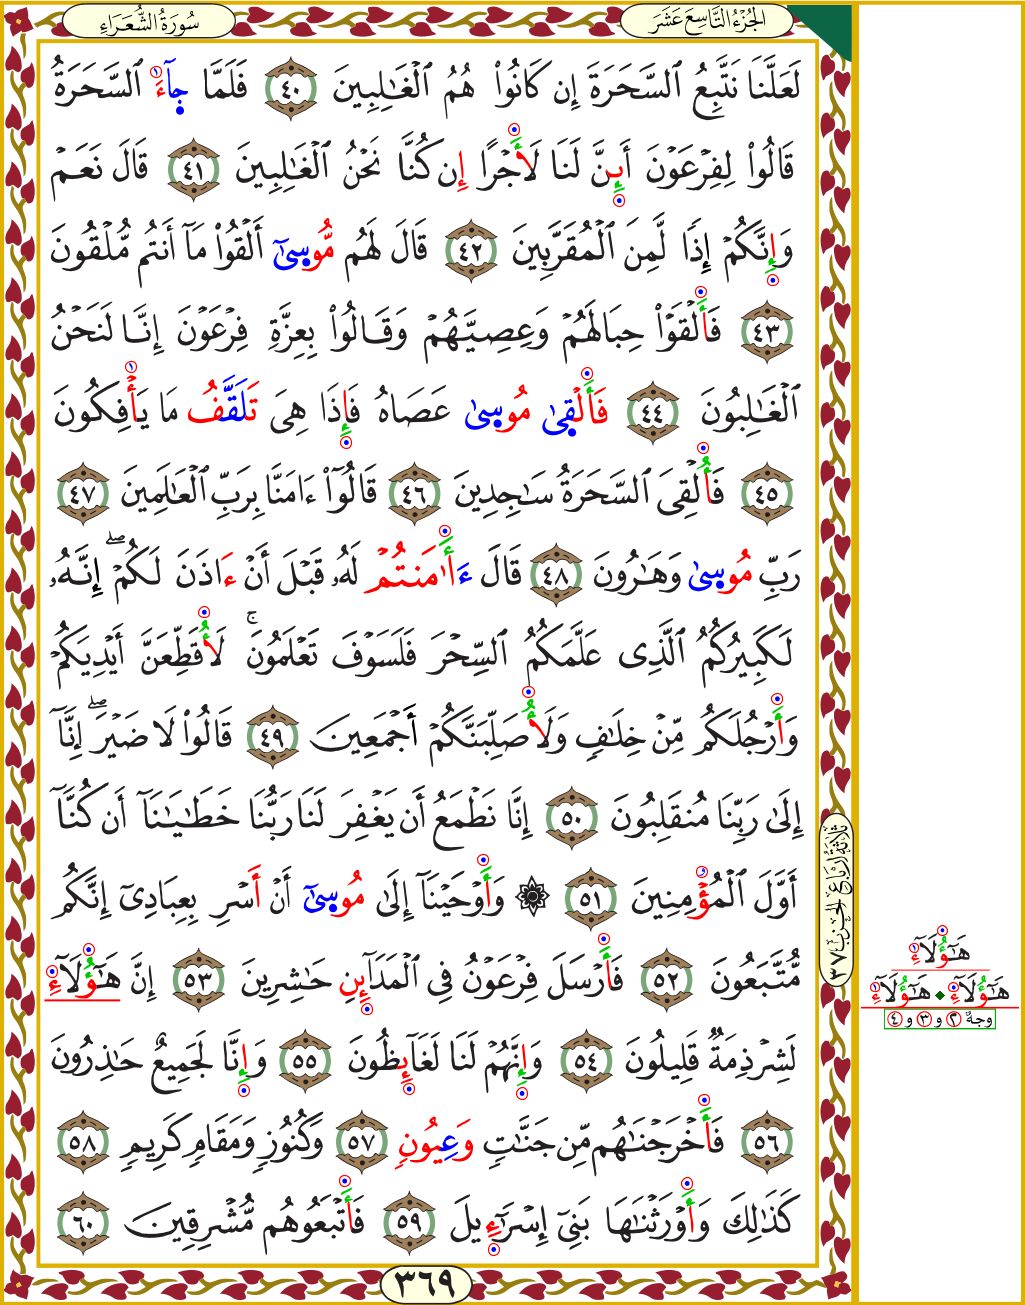 سُورَةُ الشُّعَرَاءِ
الجُزْءُ التَّاسِعَ عَشَرَ
لَعَلَّنَا نَتَّبِعُ ٱلسَّحَرَةَ إِن كَانُوا۟ هُمُ ٱلْغَـٰلِبِينَ ٤٠ فَلَمَّا جَآءَ ٱلسَّحَرَةُ
قَالُوا۟ لِفِرْعَوْنَ أَئِنَّ لَنَا لَأَجْرًا إِن كُنَّا نَحْنُ ٱلْغَـٰلِبِينَ ٤١ قَالَ نَعَمْ
وَإِنَّكُمْ إِذًا لَّمِنَ ٱلْمُقَرَّبِينَ ٤٢ قَالَ لَهُم مُّوسَىٰٓ أَلْقُوا۟ مَآ أَنتُم مُّلْقُونَ
٤٣ فَأَلْقَوْا۟ حِبَالَهُمْ وَعِصِيَّهُمْ وَقَالُوا۟ بِعِزَّةِ فِرْعَوْنَ إِنَّا لَنَحْنُ
ٱلْغَـٰلِبُونَ ٤٤ فَأَلْقَىٰ مُوسَىٰ عَصَاهُ فَإِذَا هِىَ تَلَقَّفُ مَا يَأْفِكُونَ
٤٥ فَأُلْقِىَ ٱلسَّحَرَةُ سَـٰجِدِينَ ٤٦ قَالُوٓا۟ ءَامَنَّا بِرَبِّ ٱلْعَـٰلَمِينَ ٤٧
رَبِّ مُوسَىٰ وَهَـٰرُونَ ٤٨ قَالَ ءَأَ۬امَنتُمْ لَهُۥ قَبْلَ أَنْ ءَاذَنَ لَكُمْ ۖ إِنَّهُۥ
لَكَبِيرُكُمُ ٱلَّذِى عَلَّمَكُمُ ٱلسِّحْرَ فَلَسَوْفَ تَعْلَمُونَ ۚ لَأُقَطِّعَنَّ أَيْدِيَكُمْ
وَأَرْجُلَكُم مِّنْ خِلَـٰفٍ وَلَأُصَلِّبَنَّكُمْ أَجْمَعِينَ ٤٩ قَالُوا۟ لَا ضَيْرَ ۖ إِنَّآ
إِلَىٰ رَبِّنَا مُنقَلِبُونَ ٥٠ إِنَّا نَطْمَعُ أَن يَغْفِرَ لَنَا رَبُّنَا خَطَـٰيَـٰنَآ أَن كُنَّآ
أَوَّلَ ٱلْمُؤْمِنِينَ ٥١ ۞ وَأَوْحَيْنَآ إِلَىٰ مُوسَىٰٓ أَنْ أَسْرِ بِعِبَادِىٓ إِنَّكُم
مُّتَّبَعُونَ ٥٢ فَأَرْسَلَ فِرْعَوْنُ فِى ٱلْمَدَآئِنِ حَـٰشِرِينَ ٥٣ إِنَّ هَـٰٓؤُلَآءِ
لَشِرْذِمَةٌ قَلِيلُونَ ٥٤ وَإِنَّهُمْ لَنَا لَغَآئِظُونَ ٥٥ وَإِنَّا لَجَمِيعٌ حَـٰذِرُونَ
٥٦ فَأَخْرَجْنَـٰهُم مِّن جَنَّـٰتٍ وَعُيُونٍ ٥٧ وَكُنُوزٍ وَمَقَامٍ كَرِيمٍ ٥٨
كَذَٰلِكَ وَأَوْرَثْنَـٰهَا بَنِىٓ إِسْرَٰٓءِيلَ ٥٩ فَأَتْبَعُوهُم مُّشْرِقِينَ ٦٠
٣٦٩
ثلاثة أرباع الحزب ٣٧
هَـٰٓؤُلَآءِ
هَـٰٓؤُلَآءِ ◆ هَـٰٓؤُلَآءِ
وجهٌ ٢ و ٣ و ٤